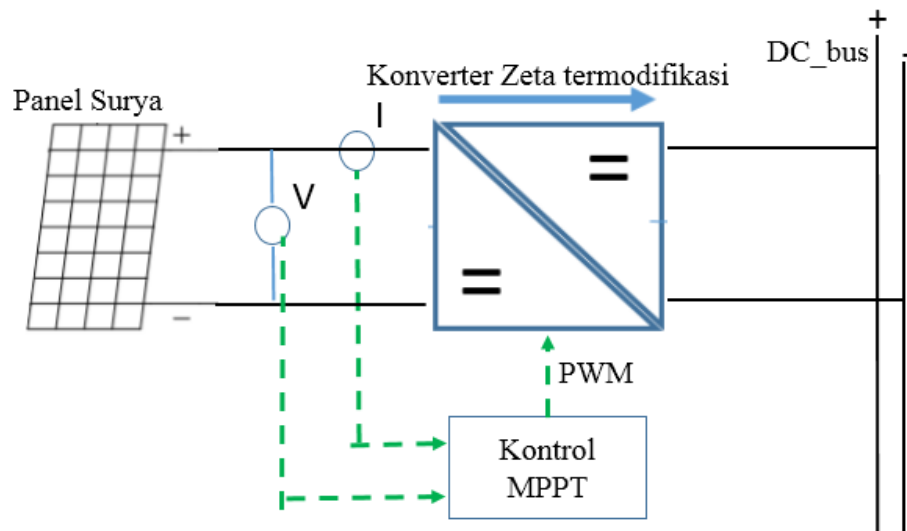 +
DC_bus
-
Konverter Zeta termodifikasi
Panel Surya
+
I
=
V
=
−
PWM
Kontrol
MPPT